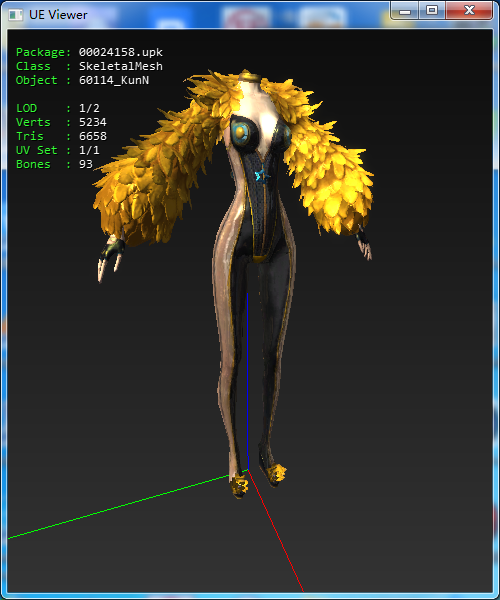 UE Viewer
Package: 00024158.upk
Class : SkeletalMesh
Object : 60114_KunN
LOD : 1/2
Verts : 5234
Tris : 6658
UV Set : 1/1
Bones : 93